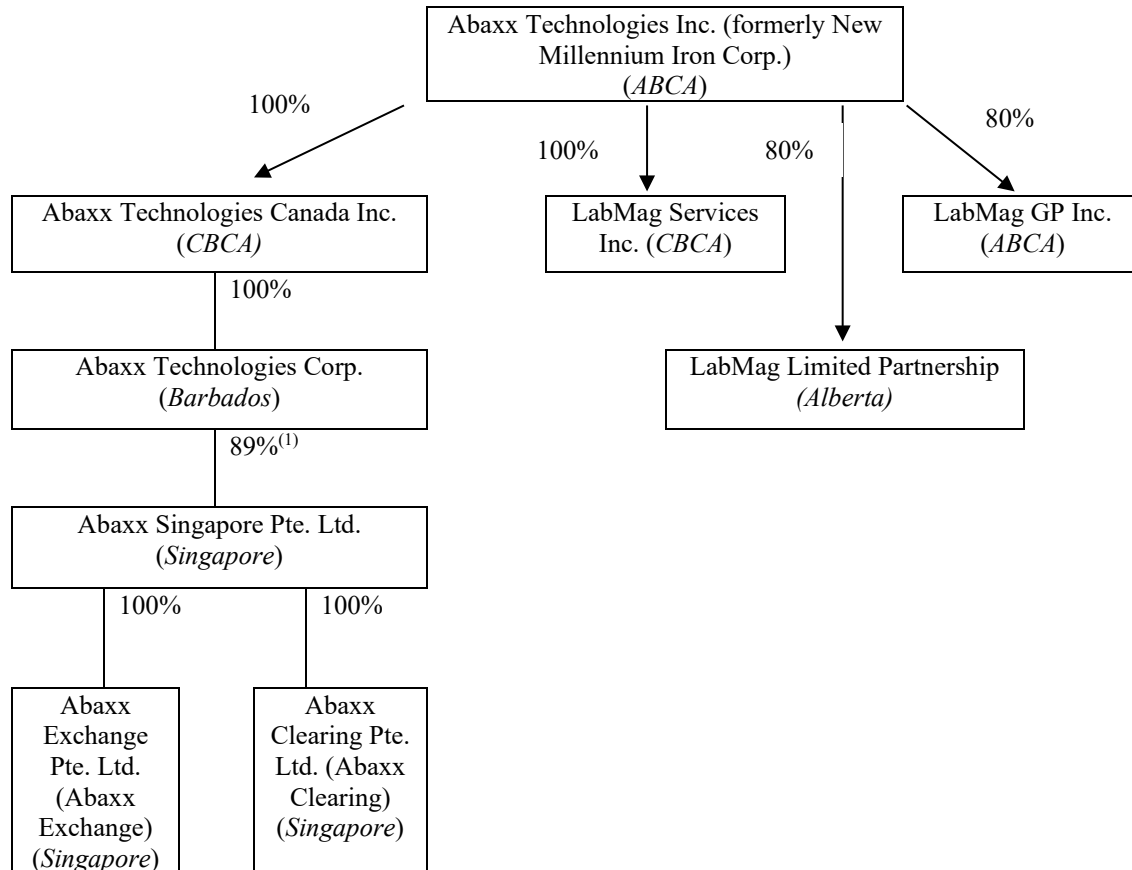 Abaxx Technologies Inc. (formerly New
Millennium Iron Corp.)
(ABCA)
100%
100%
80%
80%
Abaxx Technologies Canada Inc.
(CBCA)
LabMag Services
Inc. (CBCA)
LabMag GP Inc.
(ABCA)
100%
Abaxx Technologies Corp.
(Barbados)
LabMag Limited Partnership
(Alberta)
89%(1)
Abaxx Singapore Pte. Ltd.
(Singapore)
100%
100%
Abaxx
Exchange
Pte. Ltd.
(Abaxx
Exchange)
(Singapore)
Abaxx
Clearing Pte.
Ltd. (Abaxx
Clearing)
(Singapore)